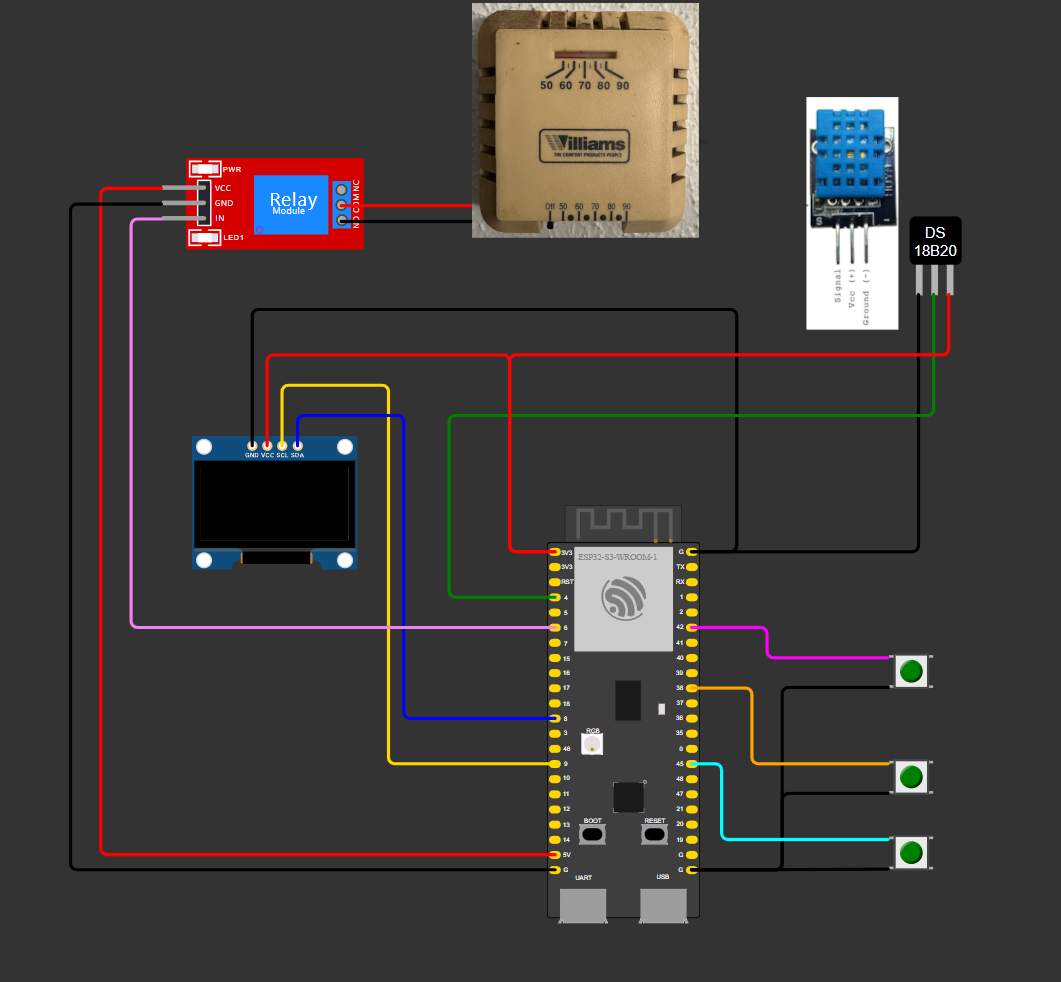 50 60 70 80 90
Williams
THE COMFORT PRODUCTS PEOPLE
Off 50 60 70 80 90
PWR
VCC
GND
IN
LED1
Relay
Module
NO COM NC
S
-
Signal
Vcc (+)
Ground (-)
DS
18B20
GND VCC SCL SDA
ESP32-S3-WROOM-1
3V3
3V3
RST
4
5
6
7
15
16
17
18
8
3
46
9
10
11
12
13
14
5V
G
G
TX
RX
1
2
42
41
40
39
38
37
36
35
0
45
48
47
21
20
19
G
G
RGB
BOOT
RESET
UART
USB